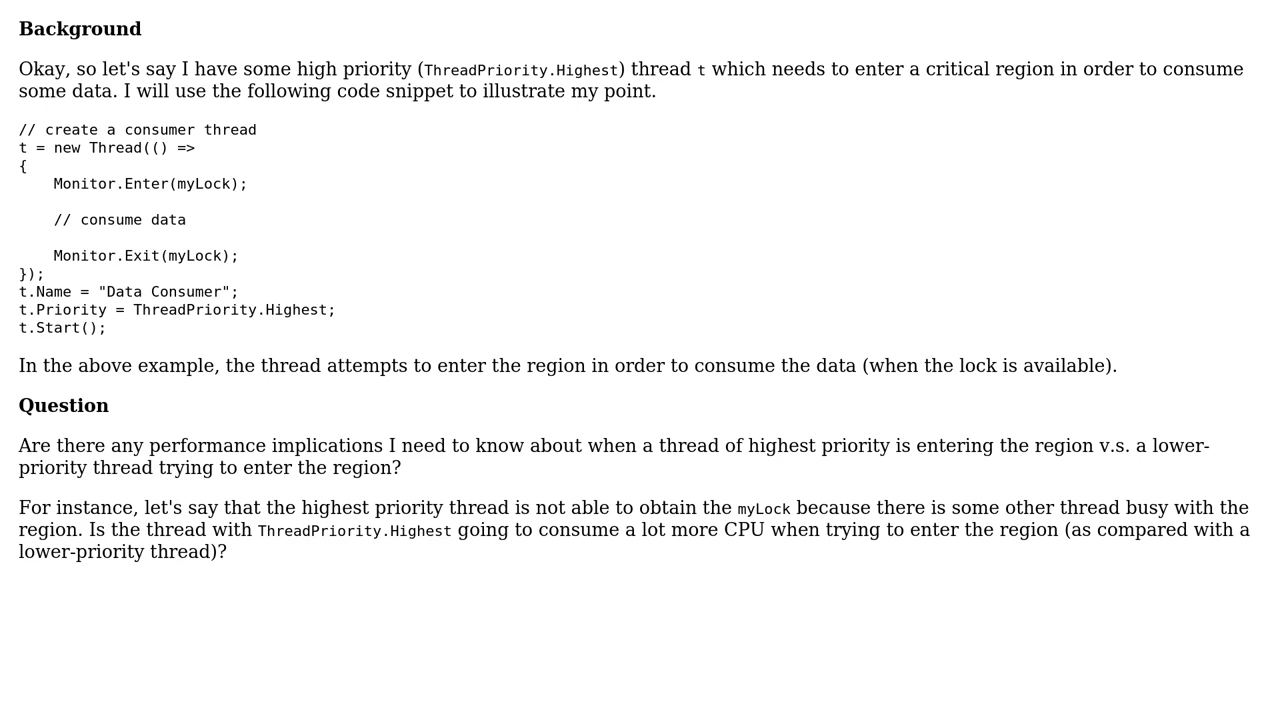 Background
Okay, so let's say I have some high priority (ThreadPriority.Highest) thread t which needs to enter a critical region in order to consume
some data. I will use the following code snippet to illustrate my point.
// create a consumer thread
t = new Thread(() =>
{
    Monitor.Enter(myLock);
    // consume data
    Monitor.Exit(myLock);
});
t.Name = "Data Consumer";
t.Priority = ThreadPriority.Highest;
t.Start();
In the above example, the thread attempts to enter the region in order to consume the data (when the lock is available).
Question
Are there any performance implications I need to know about when a thread of highest priority is entering the region v.s. a lower-
priority thread trying to enter the region?
For instance, let's say that the highest priority thread is not able to obtain the myLock because there is some other thread busy with the
region. Is the thread with ThreadPriority.Highest going to consume a lot more CPU when trying to enter the region (as compared with a
lower-priority thread)?